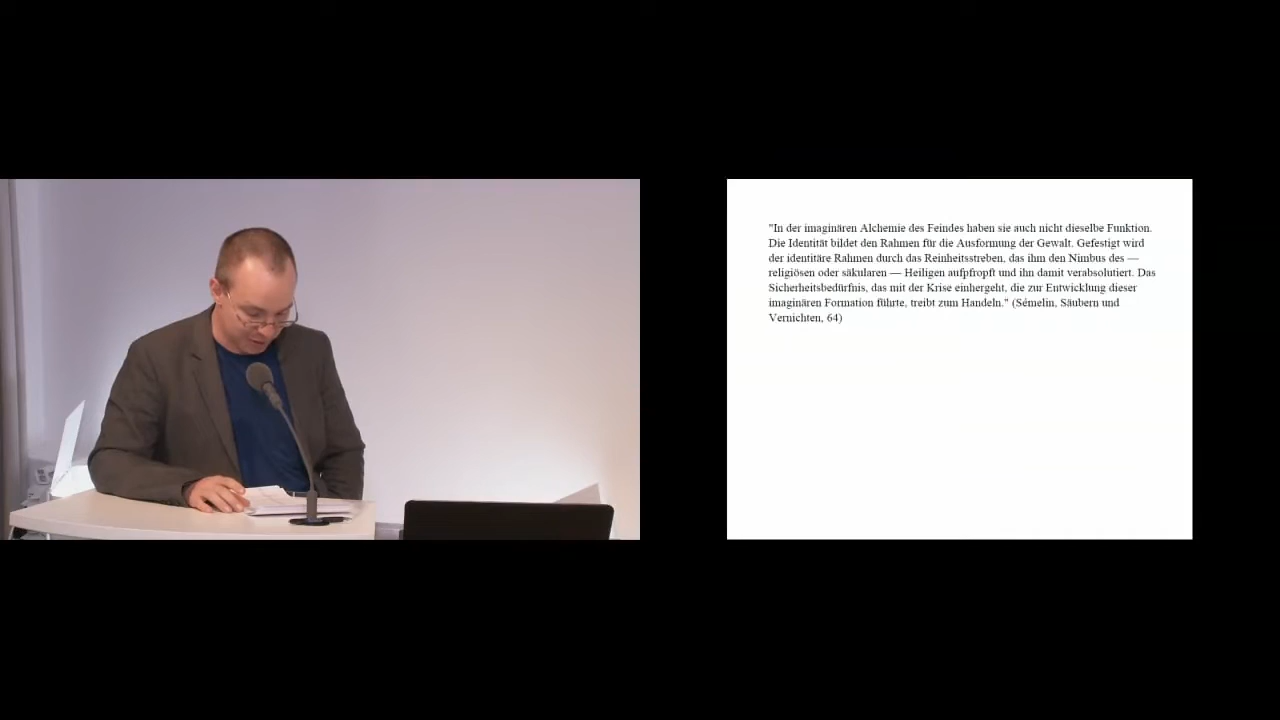 "In der imaginären Alchemie des Feindes haben sie auch nicht dieselbe Funktion.
Die Identität bildet den Rahmen für die Ausformung der Gewalt. Gefestigt wird
der identitäre Rahmen durch das Reinheitsstreben, das ihm den Nimbus des —
religiösen oder säkularen — Heiligen aufpfropft und ihn damit verabsolutiert. Das
Sicherheitsbedürfnis, das mit der Krise einhergeht, die zur Entwicklung dieser
imaginären Formation führte, treibt zum Handeln." (Sémelin, Säubern und
Vernichten, 64)